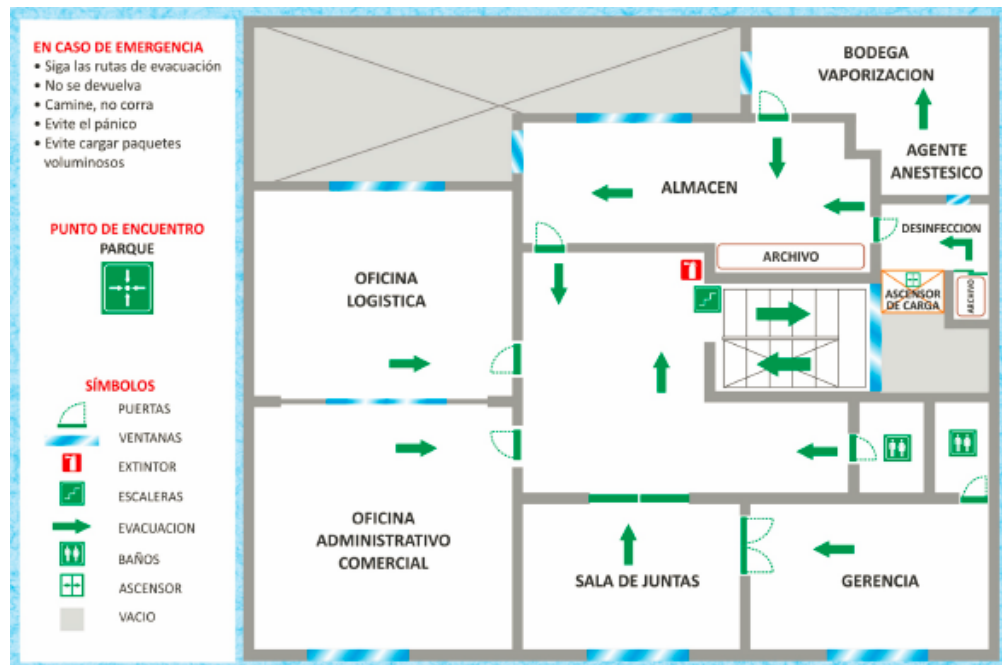 EN CASO DE EMERGENCIA
• Siga las rutas de evacuación
• No se devuelva
• Camine, no corra
• Evite el pánico
• Evite cargar paquetes
voluminosos
PUNTO DE ENCUENTRO
PARQUE
SÍMBOLOS
PUERTAS
VENTANAS
EXTINTOR
ESCALERAS
EVACUACION
BAÑOS
ASCENSOR
VACIO
BODEGA
VAPORIZACION
AGENTE
ANESTESICO
ALMACEN
DESINFECCION
ARCHIVO
ASCENSOR
DE CARGA
ARCHIVO
OFICINA
LOGISTICA
OFICINA
ADMINISTRATIVO
COMERCIAL
SALA DE JUNTAS
GERENCIA